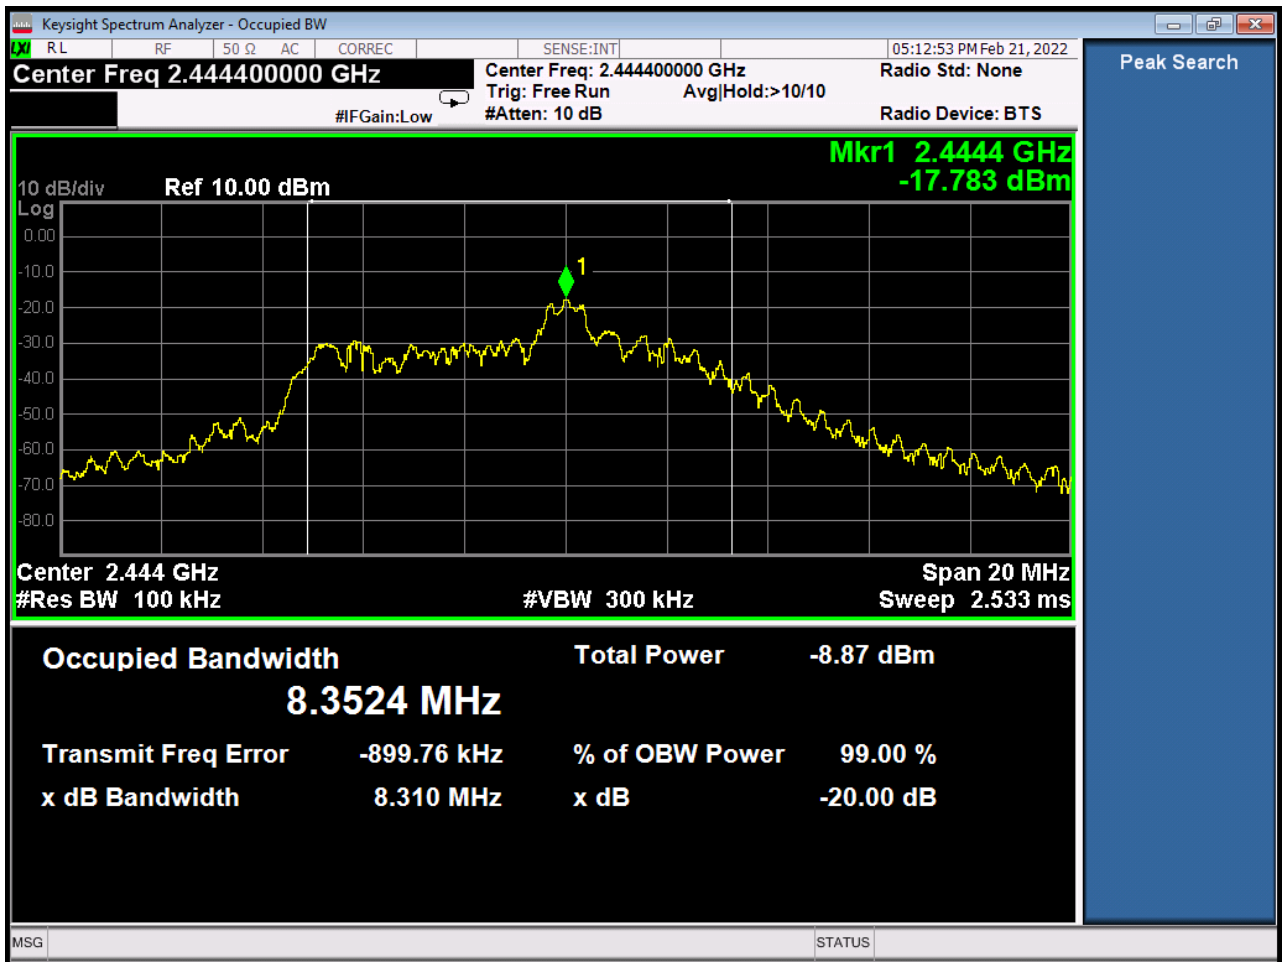 Keysight Spectrum Analyzer - Occupied BW
LXI RL RF 50 Ω AC CORREC SENSE:INT 05:12:53 PM Feb 21, 2022
Center Freq 2.444400000 GHz
Center Freq: 2.444400000 GHz Radio Std: None
Trig: Free Run Avg|Hold:>10/10
#IFGain:Low #Atten: 10 dB Radio Device: BTS
Peak Search
Mkr1 2.4444 GHz
-17.783 dBm
10 dB/div Ref 10.00 dBm
Log
0.00
-10.0
1
-20.0
-30.0
-40.0
-50.0
-60.0
-70.0
-80.0
Center 2.444 GHz Span 20 MHz
#Res BW 100 kHz #VBW 300 kHz Sweep 2.533 ms
Occupied Bandwidth Total Power -8.87 dBm
8.3524 MHz
Transmit Freq Error -899.76 kHz % of OBW Power 99.00 %
x dB Bandwidth 8.310 MHz x dB -20.00 dB
MSG STATUS